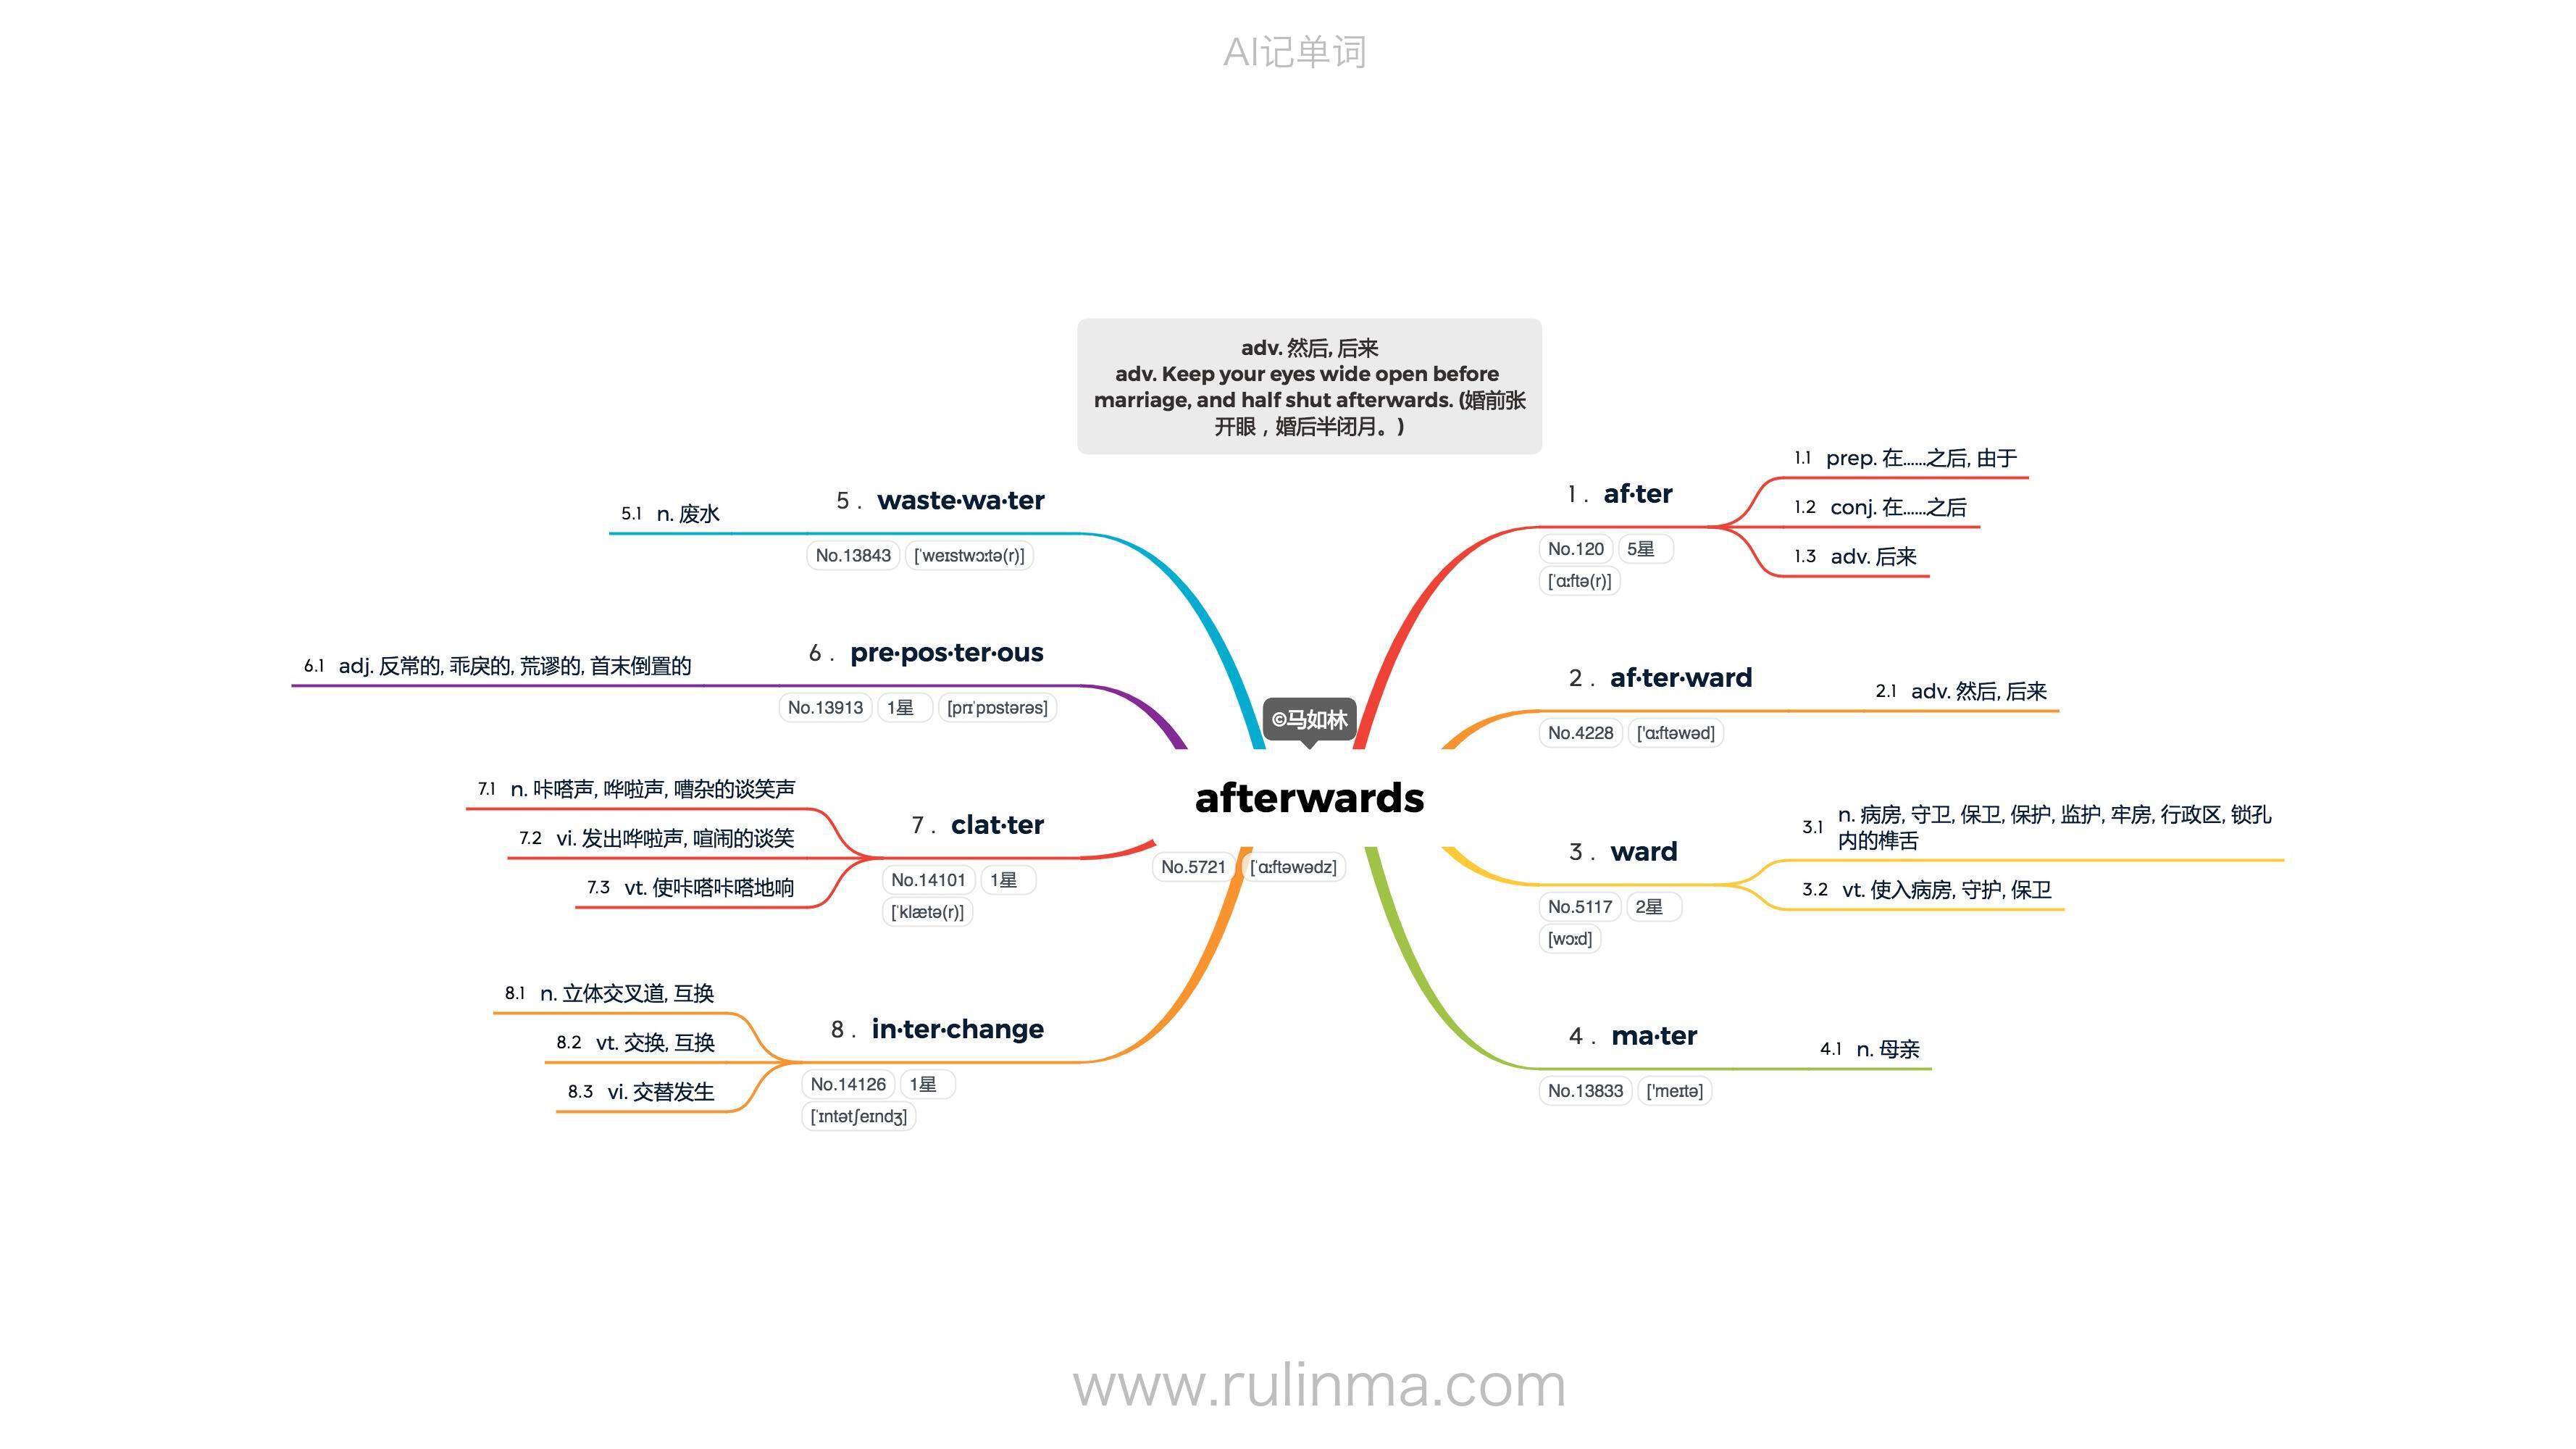 AI记单词
adv. 然后, 后来
adv. Keep your eyes wide open before
marriage, and half shut afterwards. (婚前张
开眼，婚后半闭月。)
©马如林
afterwards
No.5721 [ˈɑːftəwədz]
1 . af·ter
No.120 5星
[ˈɑːftə(r)]
1.1 prep. 在……之后, 由于
1.2 conj. 在……之后
1.3 adv. 后来
2 . af·ter·ward
No.4228 ['ɑːftəwəd]
2.1 adv. 然后, 后来
3 . ward
No.5117 2星
[wɔːd]
3.1 n. 病房, 守卫, 保卫, 保护, 监护, 牢房, 行政区, 锁孔
内的榫舌
3.2 vt. 使入病房, 守护, 保卫
4 . ma·ter
No.13833 ['meɪtə]
4.1 n. 母亲
5 . waste·wa·ter
No.13843 [ˈweɪstwɔːtə(r)]
5.1 n. 废水
6 . pre·pos·ter·ous
No.13913 1星 [prɪˈpɒstərəs]
6.1 adj. 反常的, 乖戾的, 荒谬的, 首末倒置的
7 . clat·ter
No.14101 1星
[ˈklætə(r)]
7.1 n. 咔嗒声, 哗啦声, 嘈杂的谈笑声
7.2 vi. 发出哗啦声, 喧闹的谈笑
7.3 vt. 使咔嗒咔嗒地响
8 . in·ter·change
No.14126 1星
[ˈɪntətʃeɪndʒ]
8.1 n. 立体交叉道, 互换
8.2 vt. 交换, 互换
8.3 vi. 交替发生
www.rulinma.com